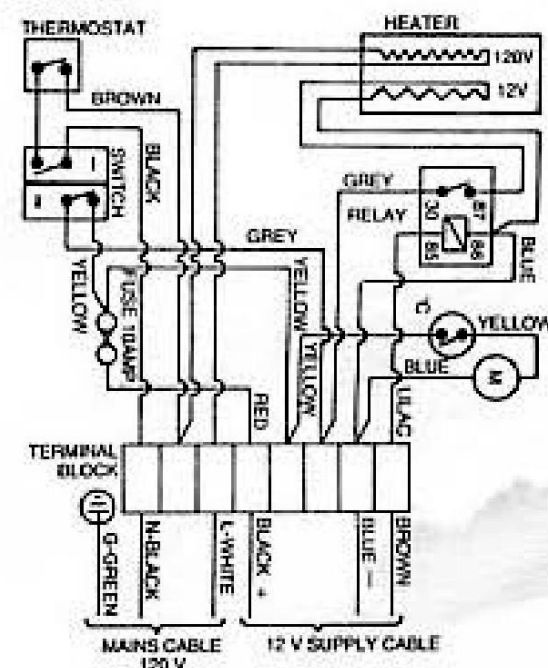 THERMOSTAT
HEATER
120V
12V
BROWN
BLACK
SWITCH
I
II
GREY
30
87
RELAY
85
86
BLUE
GREY
YELLOW
FUSE 10AMP
YELLOW
YELLOW
°C
YELLOW
BLUE
M
RED
LILAC
TERMINAL
BLOCK
G-GREEN
N-BLACK
L-WHITE
BLACK +
BLUE —
BROWN
MAINS CABLE
120 V
12 V SUPPLY CABLE